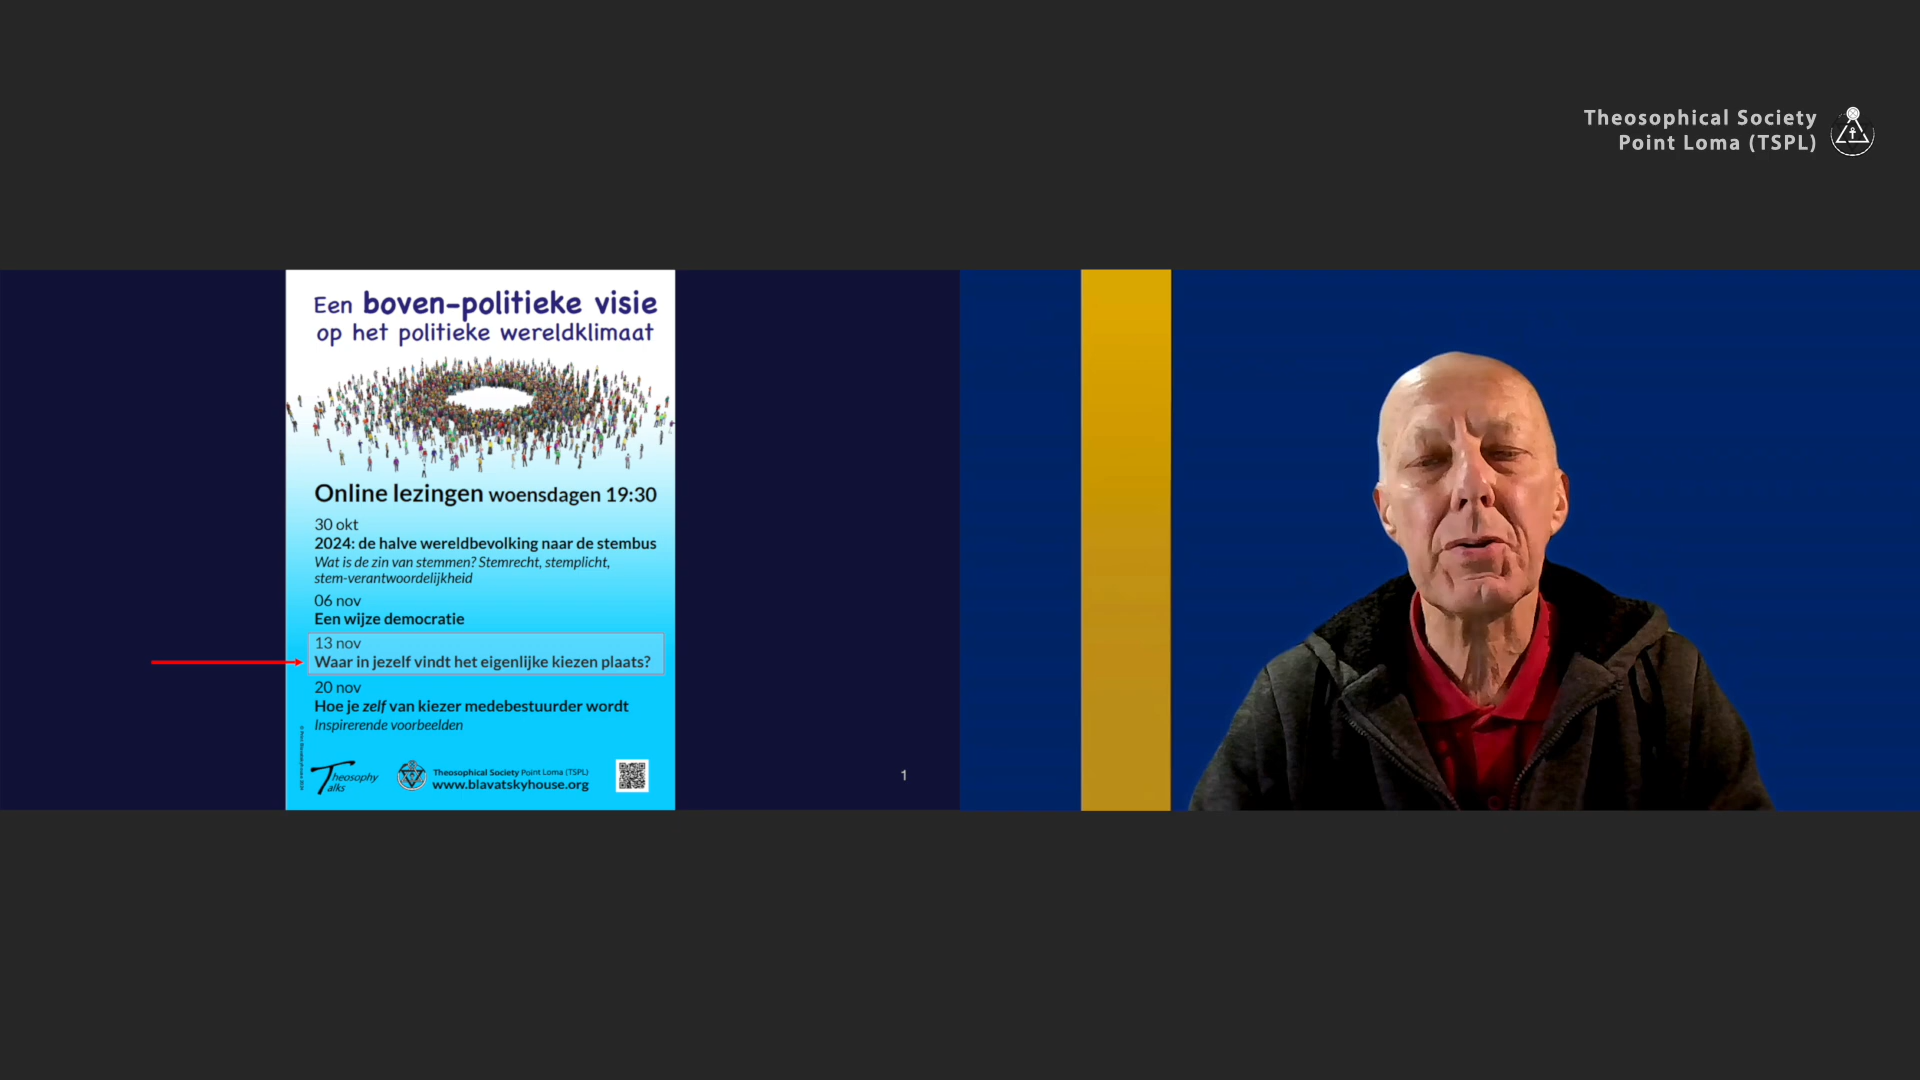 Theosophical Society
Point Loma (TSPL)
Een boven-politieke visie
op het politieke wereldklimaat
Online lezingen woensdagen 19:30
30 okt
2024: de halve wereldbevolking naar de stembus
Wat is de zin van stemmen? Stemrecht, stemplicht,
stem-verantwoordelijkheid
06 nov
Een wijze democratie
13 nov
Waar in jezelf vindt het eigenlijke kiezen plaats?
20 nov
Hoe je zelf van kiezer medebestuurder wordt
Inspirerende voorbeelden
Theosophy
Talks
Theosophical Society Point Loma (TSPL)
www.blavatskyhouse.org
1